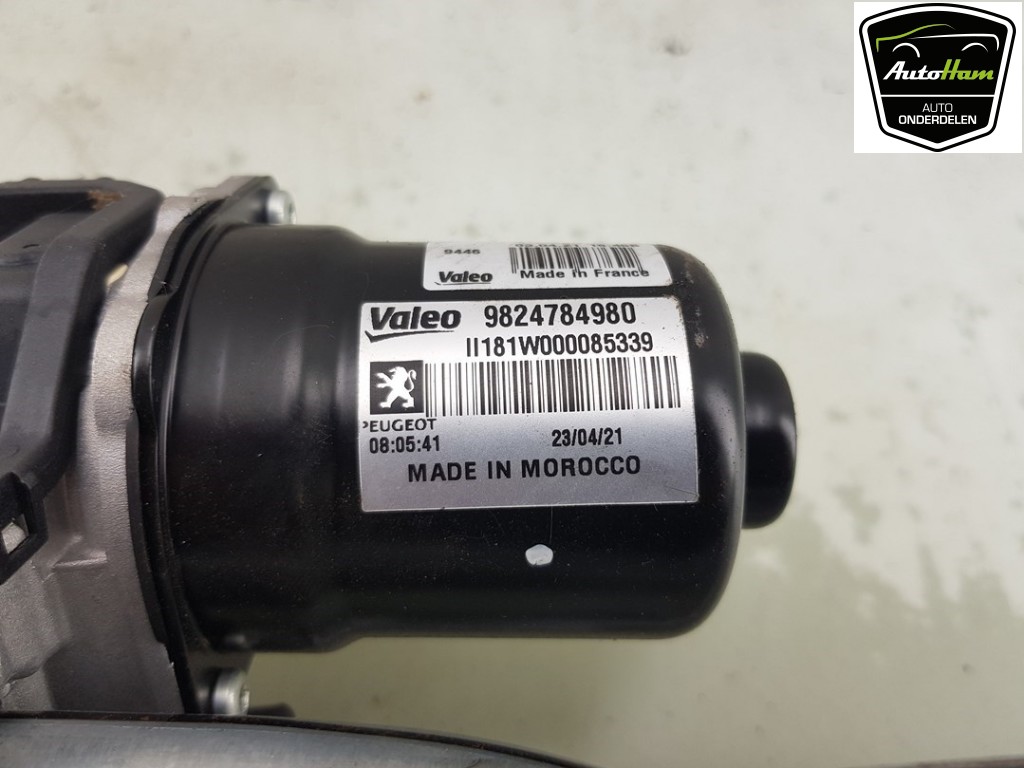 AutoHam
AUTO
ONDERDELEN
9446
Valeo
Made in France
Valeo 9824784980
II181W000085339
PEUGEOT
08:05:41 23/04/21
MADE IN MOROCCO